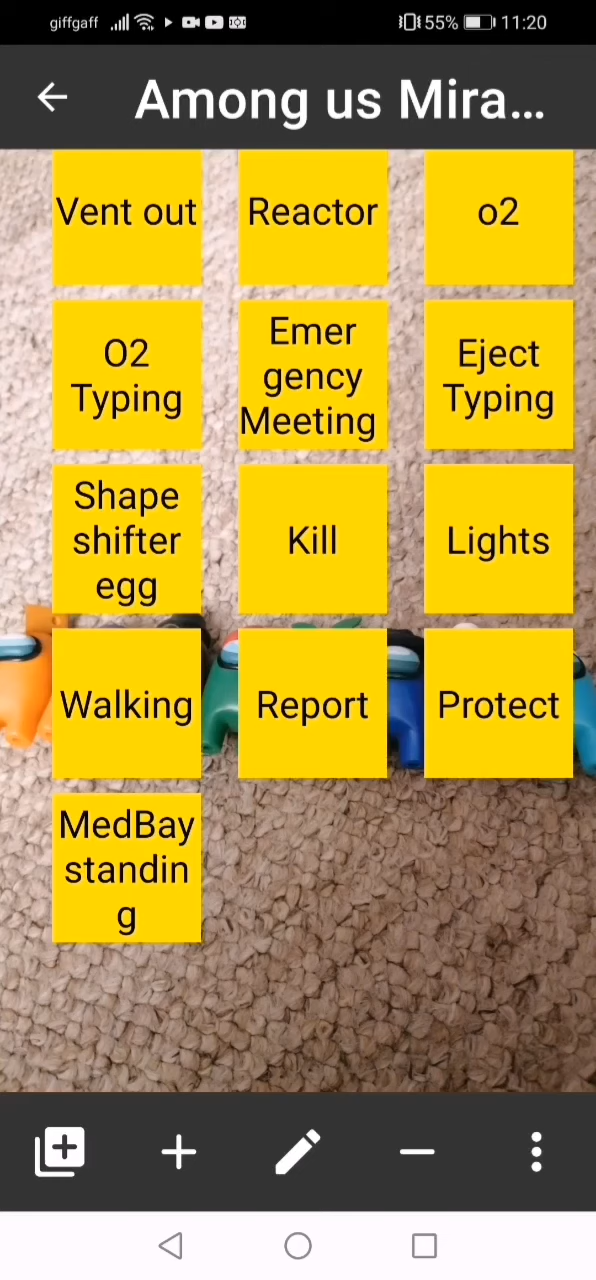 giffgaff 55% 11:20
Among us Mira...
Vent out Reactor o2
O2
Typing
Emer
gency
Meeting
Eject
Typing
Shape
shifter
egg
Kill
Lights
Walking Report Protect
MedBay
standin
g